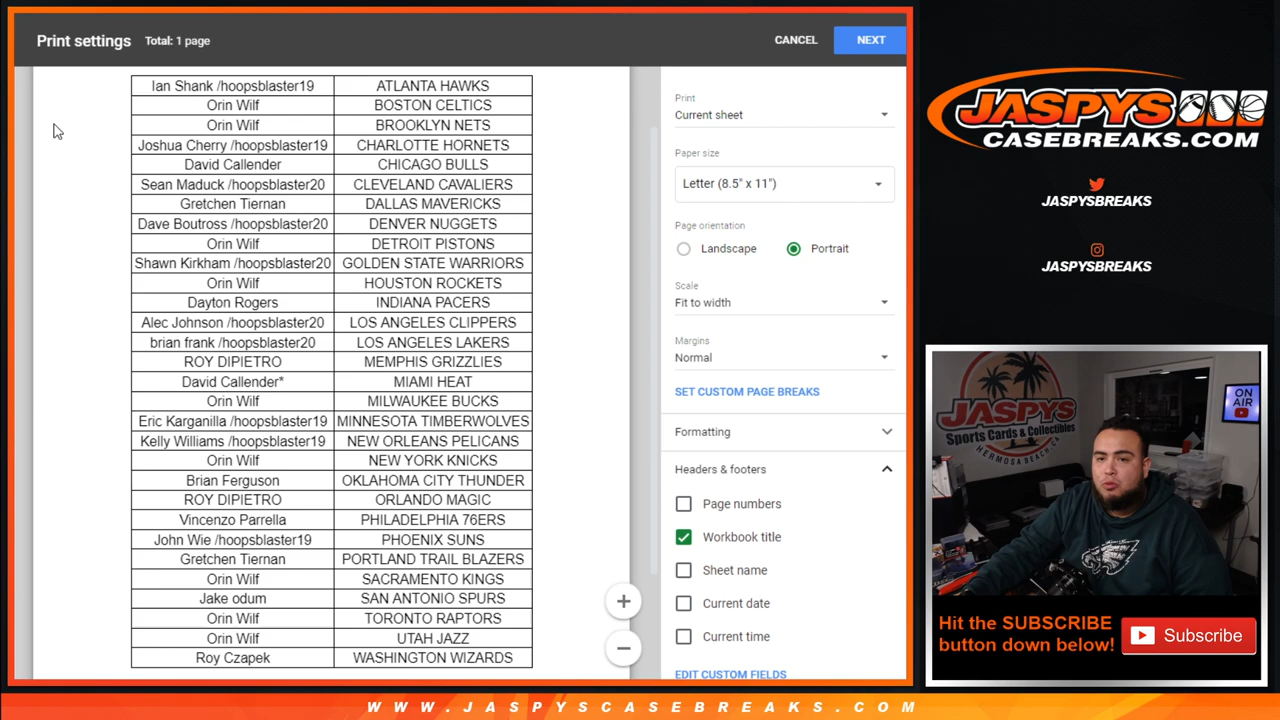 Print settings
Total: 1 page
CANCEL
NEXT
Ian Shank /hoopsblaster19 ATLANTA HAWKS
Orin Wilf BOSTON CELTICS
Orin Wilf BROOKLYN NETS
Joshua Cherry /hoopsblaster19 CHARLOTTE HORNETS
David Callender CHICAGO BULLS
Sean Maduck /hoopsblaster20 CLEVELAND CAVALIERS
Gretchen Tiernan DALLAS MAVERICKS
Dave Boutross /hoopsblaster20 DENVER NUGGETS
Orin Wilf DETROIT PISTONS
Shawn Kirkham /hoopsblaster20 GOLDEN STATE WARRIORS
Orin Wilf HOUSTON ROCKETS
Dayton Rogers INDIANA PACERS
Alec Johnson /hoopsblaster20 LOS ANGELES CLIPPERS
brian frank /hoopsblaster20 LOS ANGELES LAKERS
ROY DIPIETRO MEMPHIS GRIZZLIES
David Callender* MIAMI HEAT
Orin Wilf MILWAUKEE BUCKS
Eric Karganilla /hoopsblaster19 MINNESOTA TIMBERWOLVES
Kelly Williams /hoopsblaster19 NEW ORLEANS PELICANS
Orin Wilf NEW YORK KNICKS
Brian Ferguson OKLAHOMA CITY THUNDER
ROY DIPIETRO ORLANDO MAGIC
Vincenzo Parrella PHILADELPHIA 76ERS
John Wie /hoopsblaster19 PHOENIX SUNS
Gretchen Tiernan PORTLAND TRAIL BLAZERS
Orin Wilf SACRAMENTO KINGS
Jake odum SAN ANTONIO SPURS
Orin Wilf TORONTO RAPTORS
Orin Wilf UTAH JAZZ
Roy Czapek WASHINGTON WIZARDS
Print
Current sheet
Paper size
Letter (8.5" x 11")
Page orientation
Landscape
Portrait
Scale
Fit to width
Margins
Normal
SET CUSTOM PAGE BREAKS
Formatting
Headers & footers
Page numbers
Workbook title
Sheet name
Current date
Current time
EDIT CUSTOM FIELDS
JASPYS
CASEBREAKS.COM
JASPYSBREAKS
JASPYSBREAKS
JASPYS
Sports Cards & Collectibles
HERMOSA BEACH, CA
ON
AIR
Hit the SUBSCRIBE
button down below!
Subscribe
WWW.JASPYSCASEBREAKS.COM